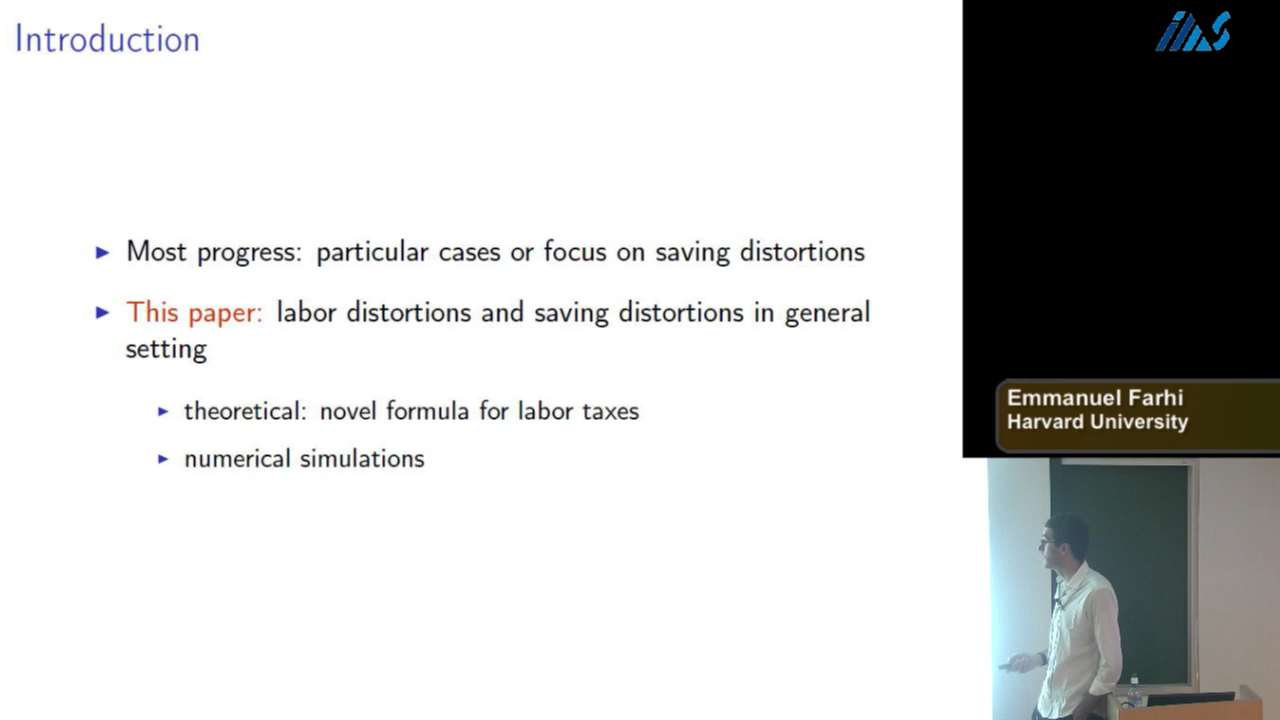 Introduction
Most progress: particular cases or focus on saving distortions
This paper: labor distortions and saving distortions in general
setting
theoretical: novel formula for labor taxes
numerical simulations
Emmanuel Farhi
Harvard University